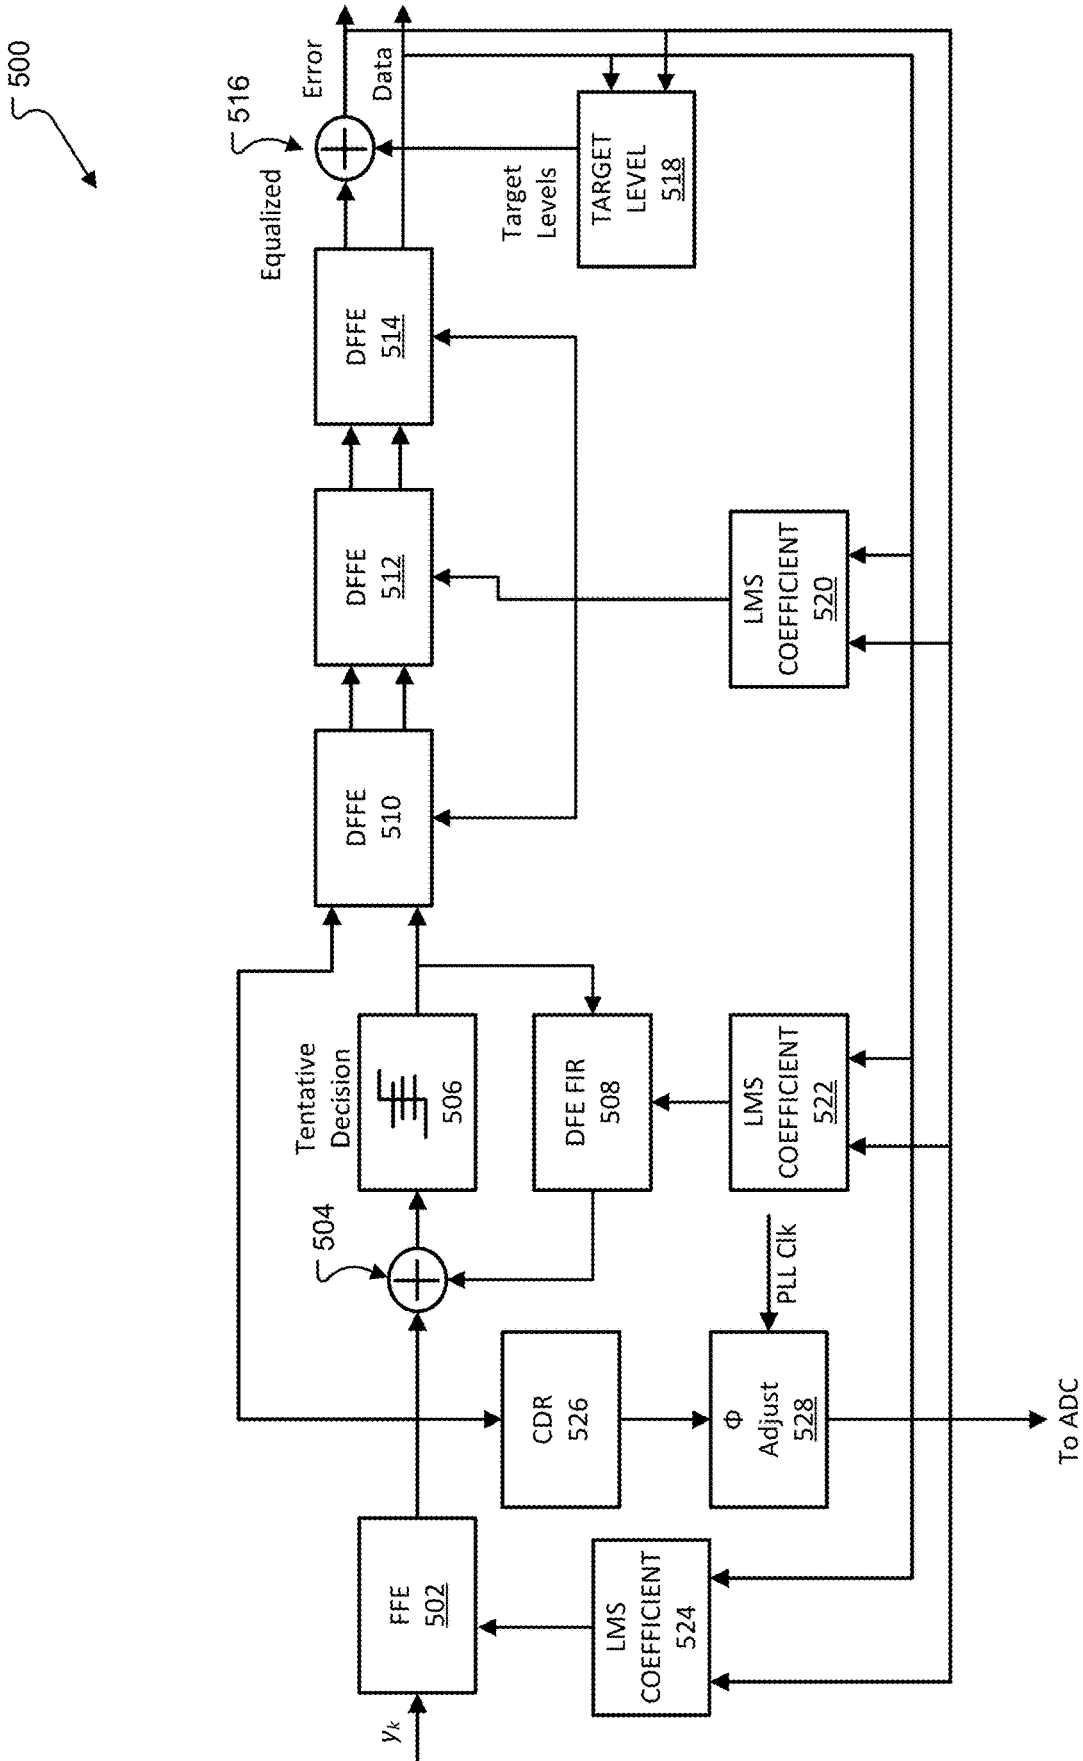 500
516
Error
Data
Equalized
Target
Levels
TARGET
LEVEL
518
DFFE
514
DFFE
512
DFFE
510
LMS
COEFFICIENT
520
Tentative
Decision
506
504
DFE FIR
508
LMS
COEFFICIENT
522
PLL Clk
CDR
526
Φ
Adjust
528
To ADC
FFE
502
LMS
COEFFICIENT
524
yₖ